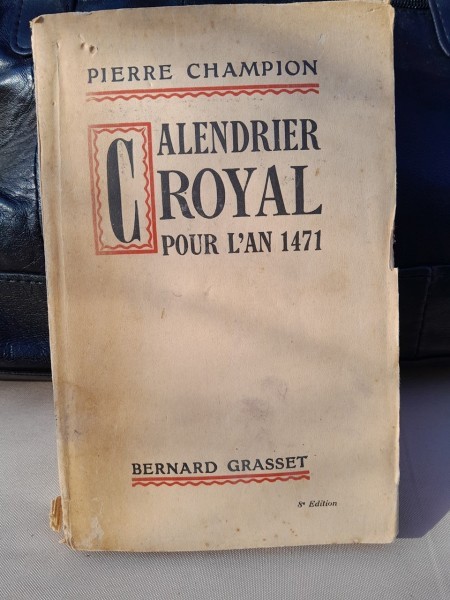 PIERRE CHAMPION
CALENDRIER
ROYAL
POUR L'AN 1471
BERNARD GRASSET
8e Edition